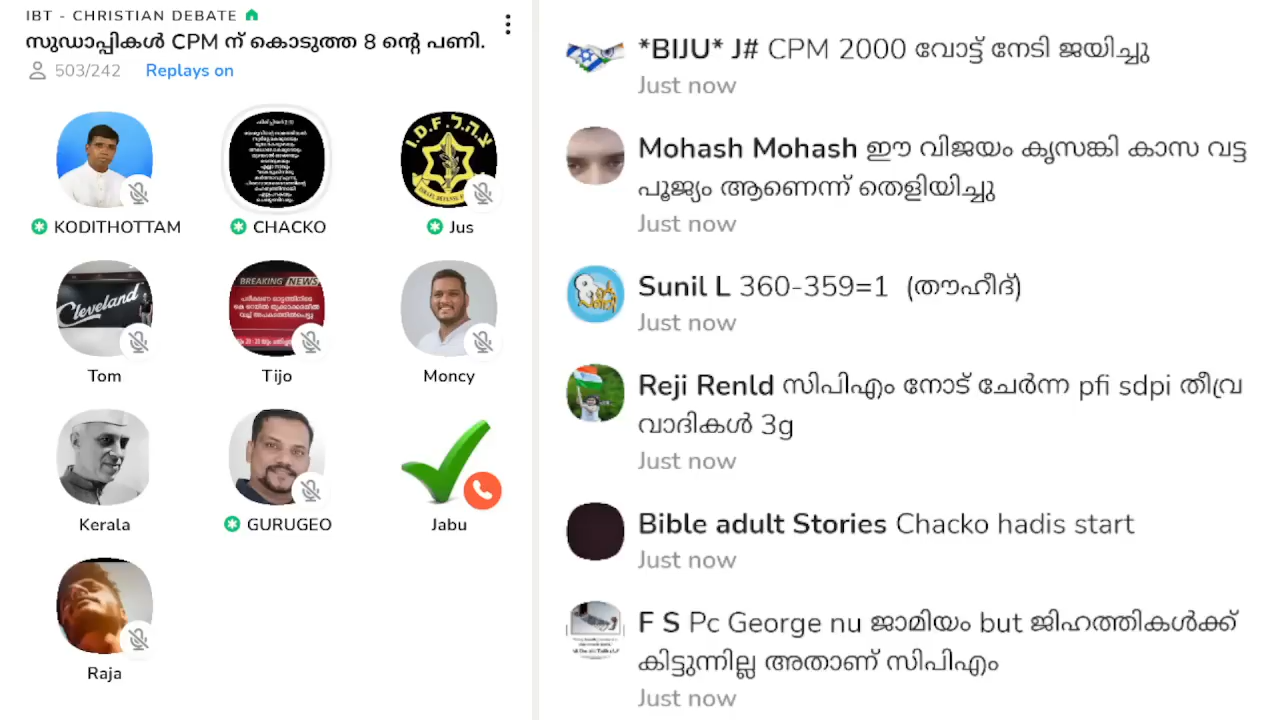 IBT - CHRISTIAN DEBATE
സുഡാപ്പികൾ CPM ന് കൊടുത്ത 8 ന്റെ പണി.
503/242 Replays on
KODITHOTTAM
CHACKO
I.D.F. צ.ה.ל.
Jus
Cleveland
Tom
BREAKING NEWS
Tijo
Moncy
Kerala
GURUGEO
Jabu
Raja
*BIJU* J# CPM 2000 വോട്ട് നേടി ജയിച്ചു
Just now
Mohash Mohash ഈ വിജയം കൃസങ്കി കാസ വട്ട
പൂജ്യം ആണെന്ന് തെളിയിച്ചു
Just now
Sunil L 360-359=1 (തൗഹീദ്)
Just now
Reji Renld സിപിഎം നോട് ചേർന്ന pfi sdpi തീവ്ര
വാദികൾ 3g
Just now
Bible adult Stories Chacko hadis start
Just now
F S Pc George nu ജാമിയം but ജിഹത്തികൾക്ക്
കിട്ടുന്നില്ല അതാണ് സിപിഎം
Just now